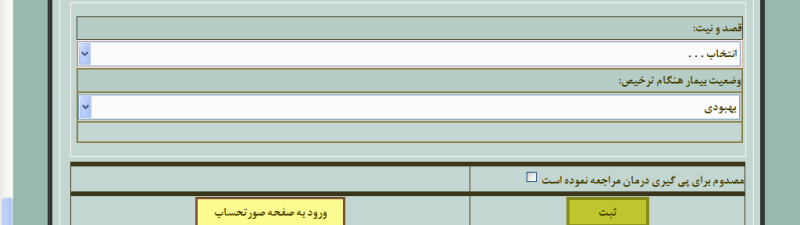 قصد و نیت:
انتخاب . . .
وضعیت بیمار هنگام ترخیص:
بهبودی
مصدوم برای پی گیری درمان مراجعه نموده است
ثبت
ورود به صفحه صورتحساب